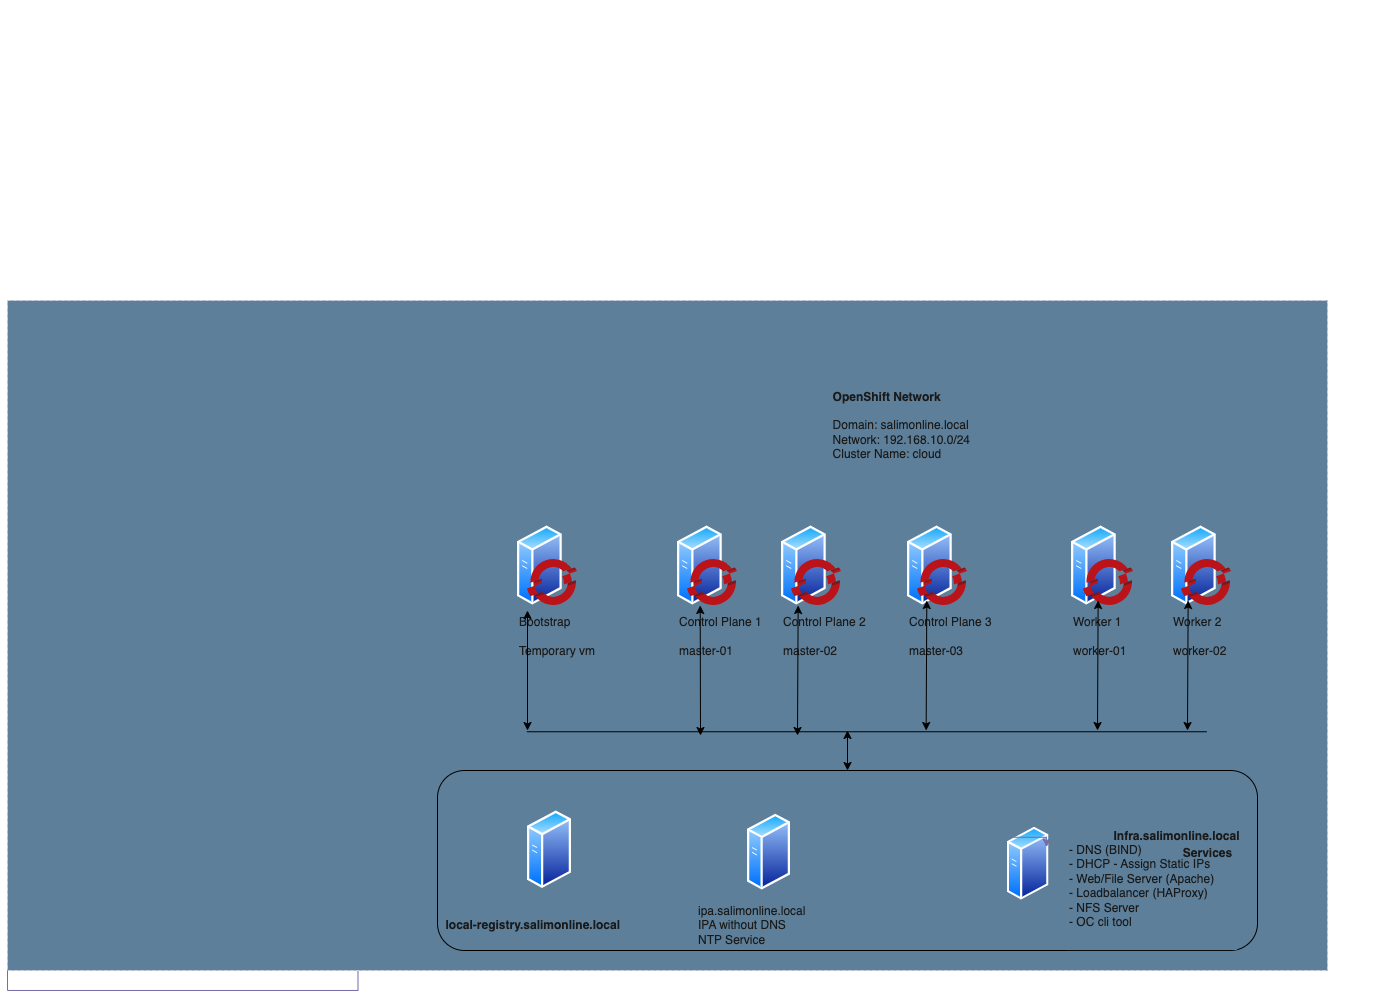 OpenShift Network
Domain: salimonline.local
Network: 192.168.10.0/24
Cluster Name: cloud
Bootstrap
Temporary vm
Control Plane 1
master-01
Control Plane 2
master-02
Control Plane 3
master-03
Worker 1
worker-01
Worker 2
worker-02
local-registry.salimonline.local
ipa.salimonline.local
IPA without DNS
NTP Service
Infra.salimonline.local
Services
- DNS (BIND)
- DHCP - Assign Static IPs
- Web/File Server (Apache)
- Loadbalancer (HAProxy)
- NFS Server
- OC cli tool